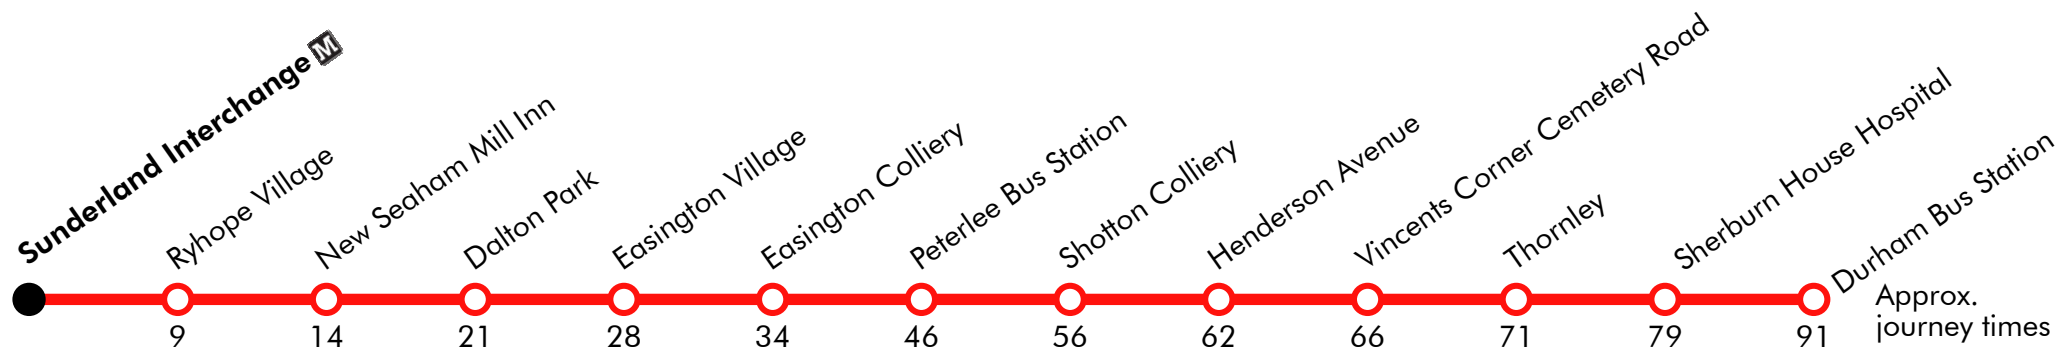 Sunderland Interchange M
Ryhope Village
New Seaham Mill Inn
Dalton Park
Easington Village
Easington Colliery
Peterlee Bus Station
Shotton Colliery
Henderson Avenue
Vincents Corner Cemetery Road
Thornley
Sherburn House Hospital
Durham Bus Station
9 14 21 28 34 46 56 62 66 71 79 91
Approx.
journey times